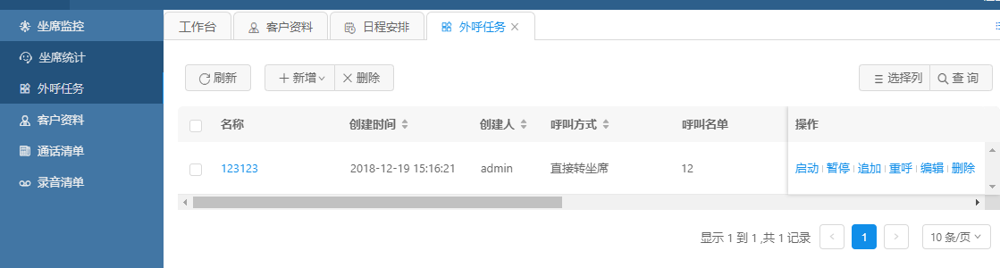 坐席监控
坐席统计
外呼任务
客户资料
通话清单
录音清单
工作台 客户资料 日程安排 外呼任务
刷新 新增 删除 选择列 查 询
名称 创建时间 创建人 呼叫方式 呼叫名单 操作
123123 2018-12-19 15:16:21 admin 直接转坐席 12 启动 暂停 追加 重呼 编辑 删除
显示 1 到 1 ,共 1 记录 1 10 条/页